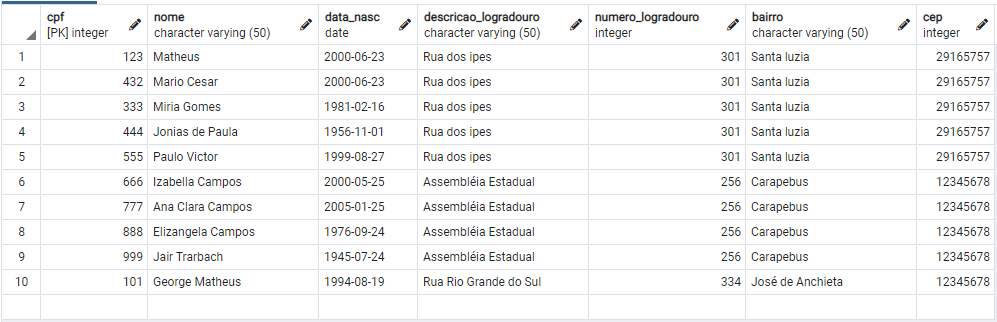 cpf nome data_nasc descricao_logradouro numero_logradouro bairro cep
[PK] integer character varying (50) date character varying (50) integer character varying (50) integer
1 123 Matheus 2000-06-23 Rua dos ipes 301 Santa luzia 29165757
2 432 Mario Cesar 2000-06-23 Rua dos ipes 301 Santa luzia 29165757
3 333 Miria Gomes 1981-02-16 Rua dos ipes 301 Santa luzia 29165757
4 444 Jonias de Paula 1956-11-01 Rua dos ipes 301 Santa luzia 29165757
5 555 Paulo Victor 1999-08-27 Rua dos ipes 301 Santa luzia 29165757
6 666 Izabella Campos 2000-05-25 Assembléia Estadual 256 Carapebus 12345678
7 777 Ana Clara Campos 2005-01-25 Assembléia Estadual 256 Carapebus 12345678
8 888 Elizangela Campos 1976-09-24 Assembléia Estadual 256 Carapebus 12345678
9 999 Jair Trarbach 1945-07-24 Assembléia Estadual 256 Carapebus 12345678
10 101 George Matheus 1994-08-19 Rua Rio Grande do Sul 334 José de Anchieta 12345678